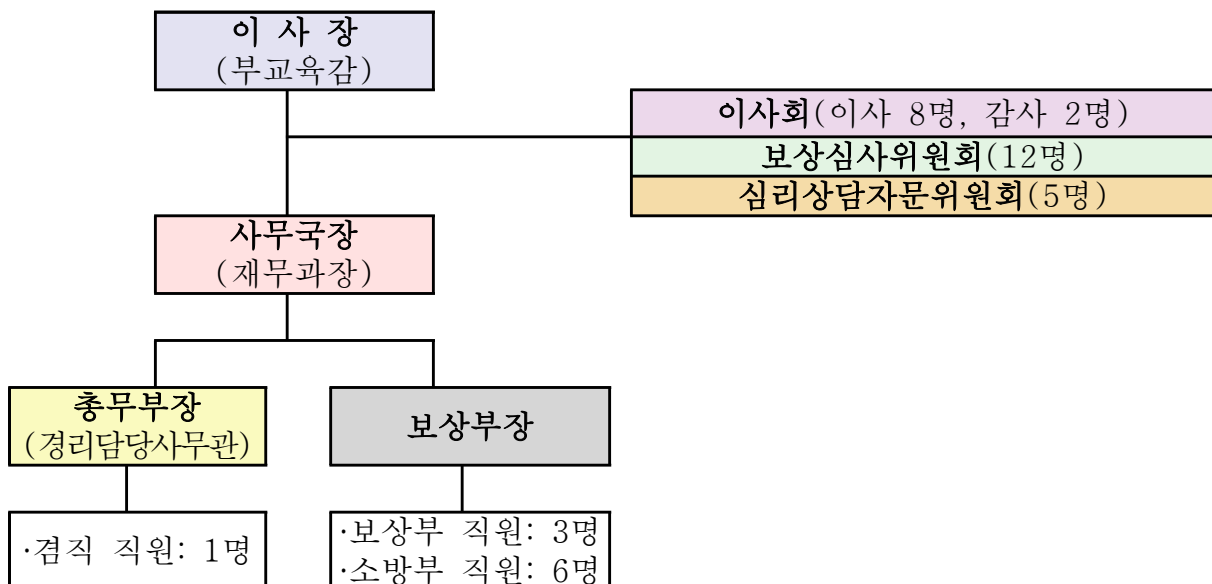 이 사 장
(부교육감)
이사회(이사 8명, 감사 2명)
보상심사위원회(12명)
심리상담자문위원회(5명)
사무국장
(재무과장)
총무부장
(경리담당사무관)
보상부장
·겸직 직원: 1명
·보상부 직원: 3명
·소방부 직원: 6명